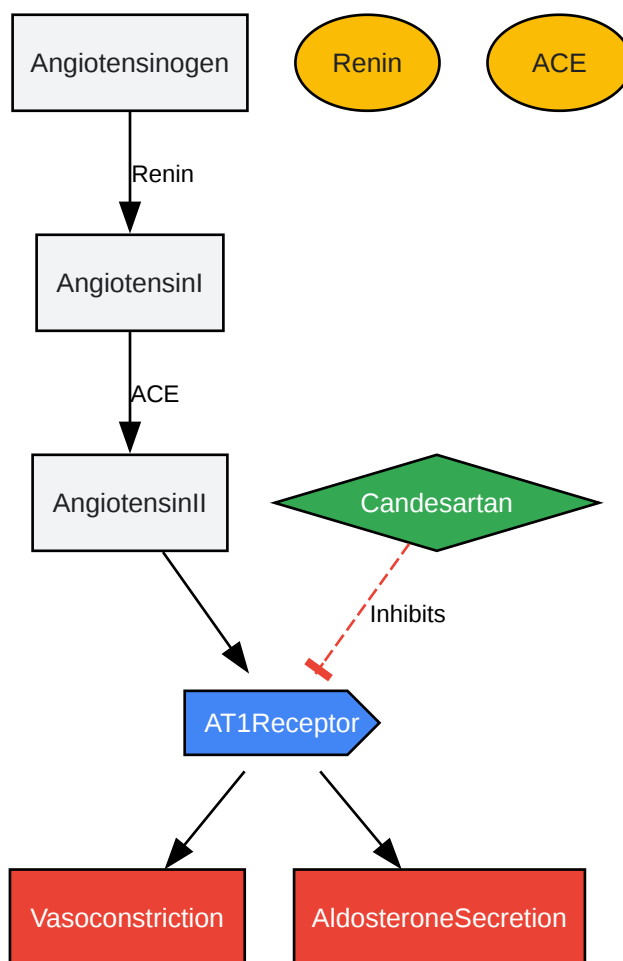 Angiotensinogen
Renin
ACE
Renin
AngiotensinI
ACE
AngiotensinII
Candesartan
Inhibits
AT1Receptor
Vasoconstriction
AldosteroneSecretion